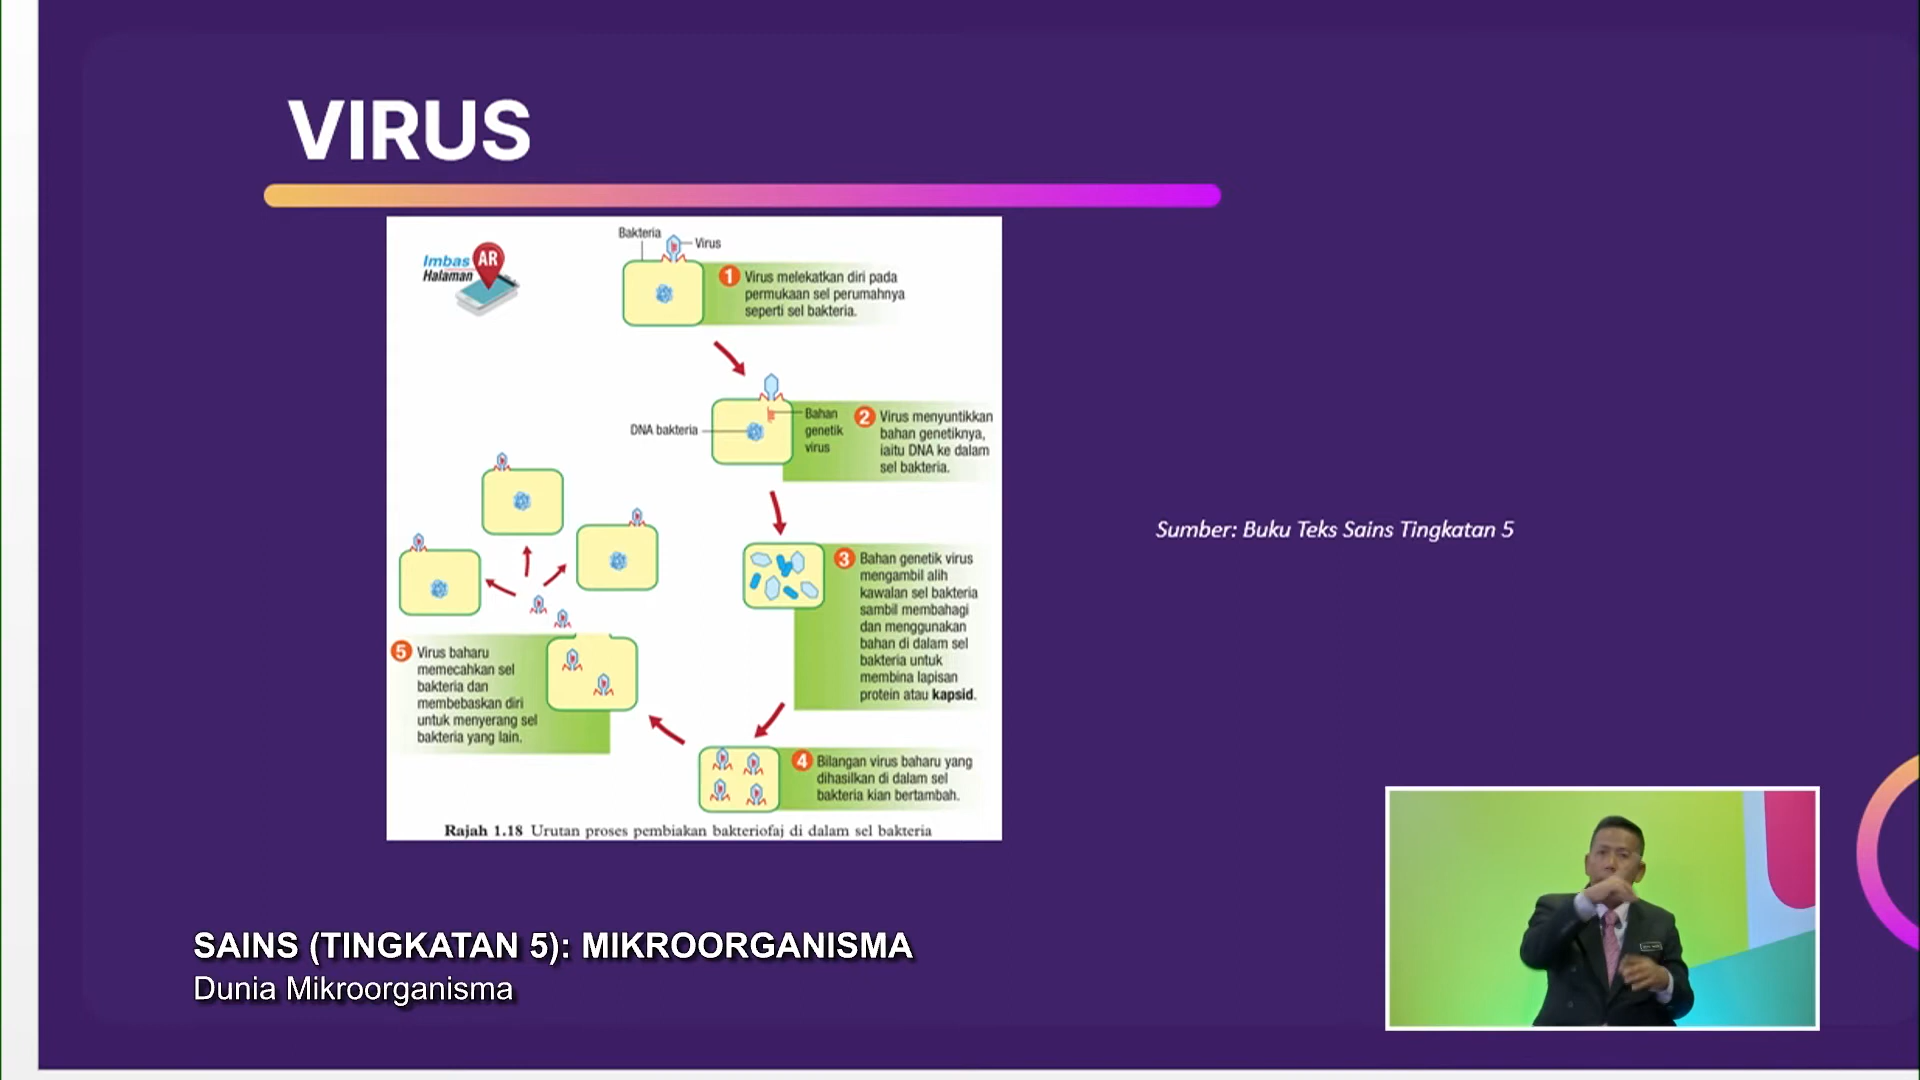 VIRUS
Imbas AR
Halaman
Bakteria
Virus
1 Virus melekatkan diri pada
permukaan sel perumahnya
seperti sel bakteria.
DNA bakteria
Bahan
genetik
virus
2 Virus menyuntikkan
bahan genetiknya,
iaitu DNA ke dalam
sel bakteria.
3 Bahan genetik virus
mengambil alih
kawalan sel bakteria
sambil membahagi
dan menggunakan
bahan di dalam sel
bakteria untuk
membina lapisan
protein atau kapsid.
4 Bilangan virus baharu yang
dihasilkan di dalam sel
bakteria kian bertambah.
5 Virus baharu
memecahkan sel
bakteria dan
membebaskan diri
untuk menyerang sel
bakteria yang lain.
Rajah 1.18 Urutan proses pembiakan bakteriofaj di dalam sel bakteria
Sumber: Buku Teks Sains Tingkatan 5
SAINS (TINGKATAN 5): MIKROORGANISMA
Dunia Mikroorganisma